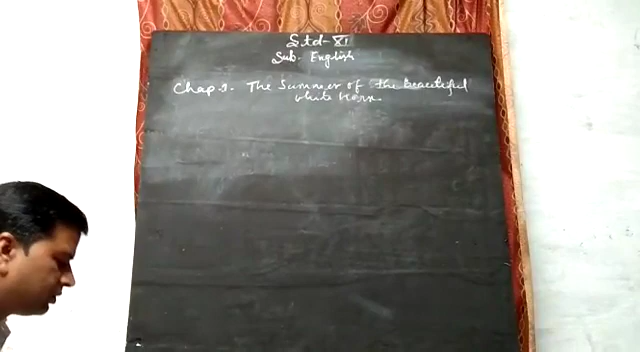 Std-XI
Sub. English
Chap-1. The Summer of the Beautiful
white Horse